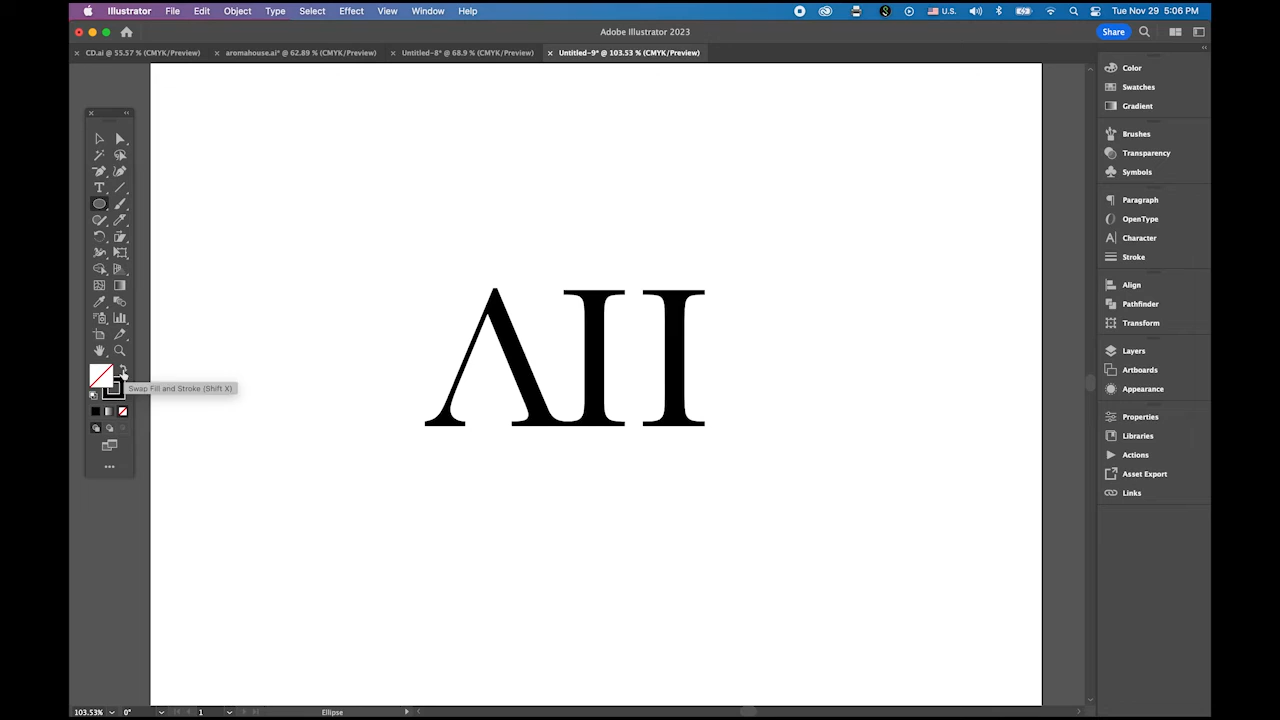 Illustrator File Edit Object Type Select Effect View Window Help U.S. Tue Nov 29 5:06 PM
Adobe Illustrator 2023 Share
× CD.ai @ 55.57 % (CMYK/Preview) × aromahouse.ai* @ 62.89 % (CMYK/Preview) × Untitled-8* @ 68.9 % (CMYK/Preview) × Untitled-9* @ 103.53 % (CMYK/Preview)
Color
Swatches
Gradient
Brushes
Transparency
Symbols
Paragraph
OpenType
Character
Stroke
Align
Pathfinder
Transform
Layers
Artboards
Appearance
Properties
Libraries
Actions
Asset Export
Links
ΛII
Swap Fill and Stroke (Shift X)
103.53% 0° 1 Ellipse